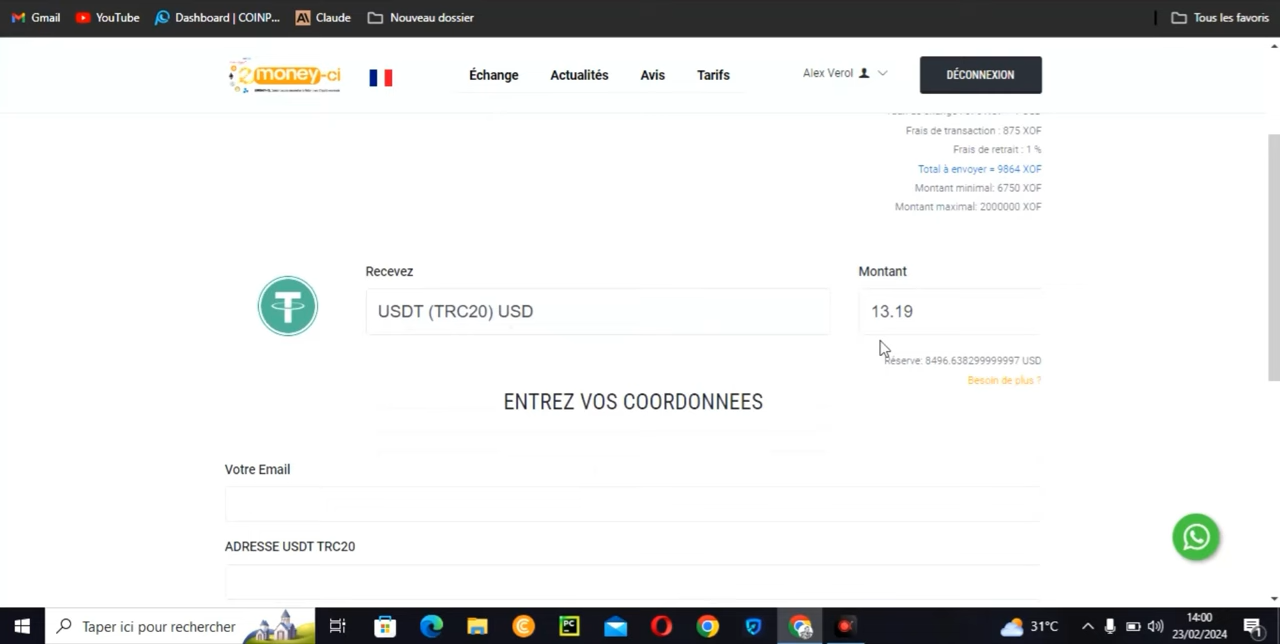 Gmail
YouTube
Dashboard | COINP...
Claude
Nouveau dossier
Tous les favoris
money-ci
Échange
Actualités
Avis
Tarifs
Alex Verol
DÉCONNEXION
Frais de transaction : 875 XOF
Frais de retrait : 1 %
Total à envoyer = 9864 XOF
Montant minimal: 6750 XOF
Montant maximal: 2000000 XOF
Recevez
Montant
USDT (TRC20) USD
13.19
Réserve: 8496.638299999997 USD
Besoin de plus ?
ENTREZ VOS COORDONNEES
Votre Email
ADRESSE USDT TRC20
Taper ici pour rechercher
PC
31°C
14:00
23/02/2024
1